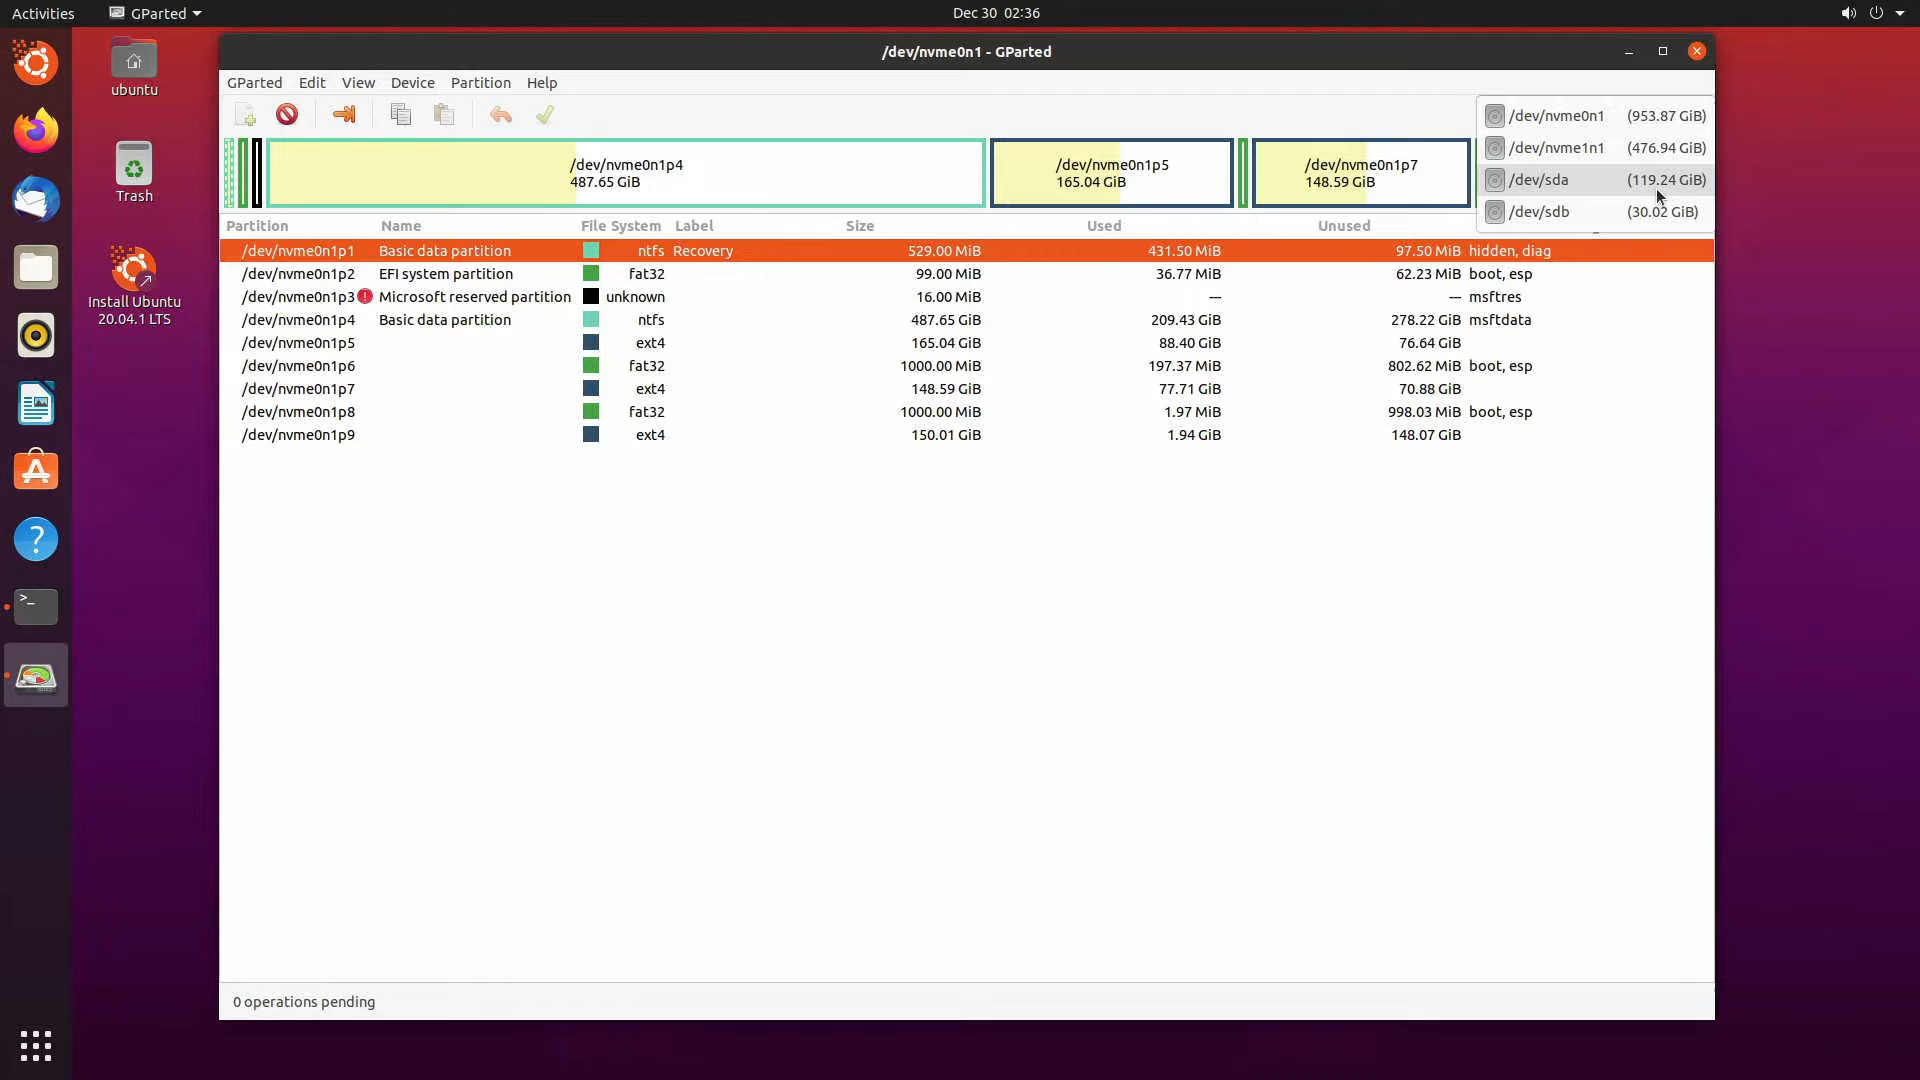 Activities GParted Dec 30 02:36
/dev/nvme0n1 - GParted
GParted Edit View Device Partition Help
/dev/nvme0n1 (953.87 GiB)
/dev/nvme1n1 (476.94 GiB)
/dev/sda (119.24 GiB)
/dev/sdb (30.02 GiB)
/dev/nvme0n1p4
487.65 GiB
/dev/nvme0n1p5
165.04 GiB
/dev/nvme0n1p7
148.59 GiB
Partition Name File System Label Size Used Unused
/dev/nvme0n1p1 Basic data partition ntfs Recovery 529.00 MiB 431.50 MiB 97.50 MiB hidden, diag
/dev/nvme0n1p2 EFI system partition fat32 99.00 MiB 36.77 MiB 62.23 MiB boot, esp
/dev/nvme0n1p3 Microsoft reserved partition unknown 16.00 MiB --- --- msftres
/dev/nvme0n1p4 Basic data partition ntfs 487.65 GiB 209.43 GiB 278.22 GiB msftdata
/dev/nvme0n1p5 ext4 165.04 GiB 88.40 GiB 76.64 GiB
/dev/nvme0n1p6 fat32 1000.00 MiB 197.37 MiB 802.62 MiB boot, esp
/dev/nvme0n1p7 ext4 148.59 GiB 77.71 GiB 70.88 GiB
/dev/nvme0n1p8 fat32 1000.00 MiB 1.97 MiB 998.03 MiB boot, esp
/dev/nvme0n1p9 ext4 150.01 GiB 1.94 GiB 148.07 GiB
0 operations pending
ubuntu
Trash
Install Ubuntu
20.04.1 LTS